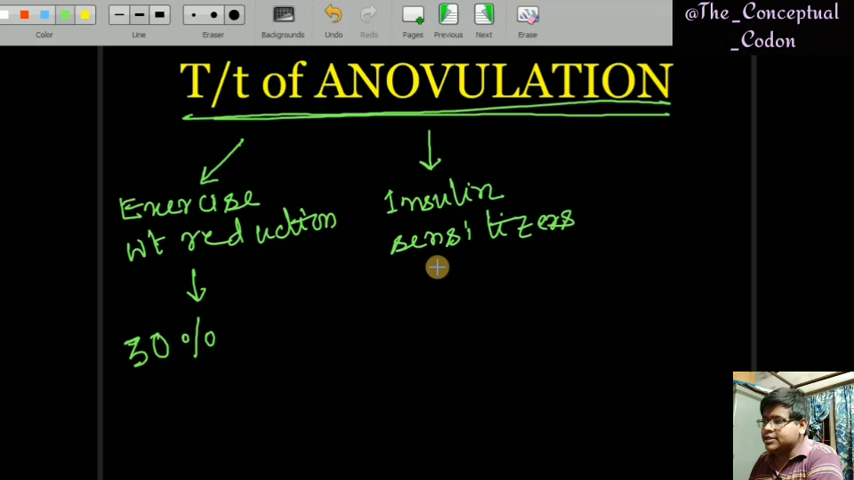 Color
Line
Eraser
Backgrounds
Undo
Redo
Pages
Previous
Next
Erase
@The_Conceptual
_Codon
T/t of ANOVULATION
Exercise
wt reduction
30%
Insulin
sensitizers